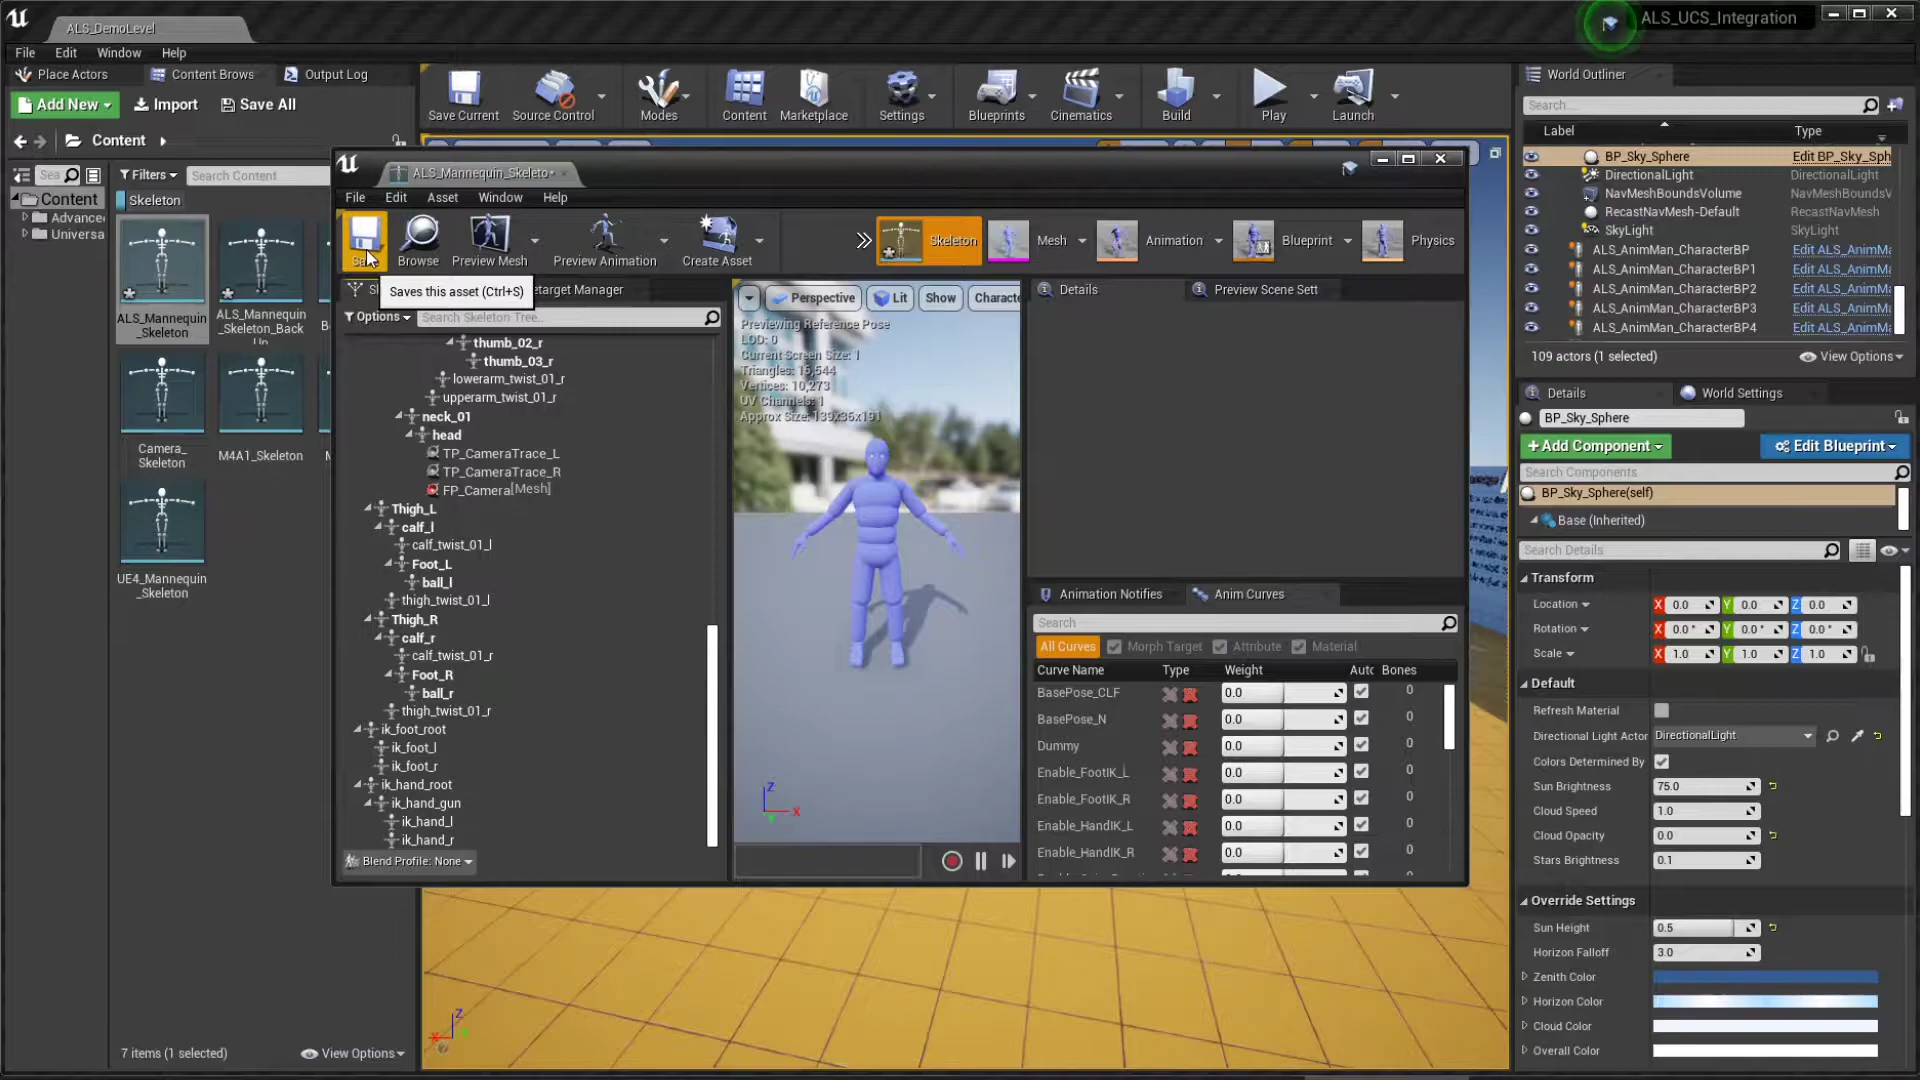 ALS_DemoLevel
ALS_UCS_Integration
File Edit Window Help
Place Actors Content Brows Output Log
World Outliner
Add New Import Save All
Save Current Source Control Modes Content Marketplace Settings Blueprints Cinematics Build Play Launch
Search...
Content
Label Type
Filters Search Content
Content
Skeleton
Advance
Universa
ALS_Mannequin_Skeleton
ALS_Mannequin_Skeleton_Back
Camera_Skeleton
M4A1_Skeleton
UE4_Mannequin_Skeleton
7 items (1 selected) View Options
ALS_Mannequin_Skeleto*
File Edit Asset Window Help
Browse Preview Mesh Preview Animation Create Asset
Skeleton Mesh Animation Blueprint Physics
Saves this asset (Ctrl+S)
etarget Manager
Options Search Skeleton Tree...
thumb_02_r
thumb_03_r
lowerarm_twist_01_r
upperarm_twist_01_r
neck_01
head
TP_CameraTrace_L
TP_CameraTrace_R
FP_Camera[Mesh]
Thigh_L
calf_l
calf_twist_01_l
Foot_L
ball_l
thigh_twist_01_l
Thigh_R
calf_r
calf_twist_01_r
Foot_R
ball_r
thigh_twist_01_r
ik_foot_root
ik_foot_l
ik_foot_r
ik_hand_root
ik_hand_gun
ik_hand_l
ik_hand_r
Blend Profile: None
Perspective Lit Show Characte
Previewing Reference Pose
LOD: 0
Current Screen Size: 1
Triangles: 15,544
Vertices: 10,273
UV Channels: 1
Approx Size: 139x36x191
Z
X
Details Preview Scene Sett
Animation Notifies Anim Curves
Search
All Curves Morph Target Attribute Material
Curve Name Type Weight Auto Bones
BasePose_CLF 0.0 0
BasePose_N 0.0 0
Dummy 0.0 0
Enable_FootIK_L 0.0 0
Enable_FootIK_R 0.0 0
Enable_HandIK_L 0.0 0
Enable_HandIK_R 0.0 0
BP_Sky_Sphere Edit BP_Sky_Sph
DirectionalLight DirectionalLight
NavMeshBoundsVolume NavMeshBoundsV
RecastNavMesh-Default RecastNavMesh
SkyLight SkyLight
ALS_AnimMan_CharacterBP Edit ALS_AnimMa
ALS_AnimMan_CharacterBP1 Edit ALS_AnimMa
ALS_AnimMan_CharacterBP2 Edit ALS_AnimMa
ALS_AnimMan_CharacterBP3 Edit ALS_AnimMa
ALS_AnimMan_CharacterBP4 Edit ALS_AnimMa
109 actors (1 selected) View Options
Details World Settings
BP_Sky_Sphere
+Add Component Edit Blueprint
Search Components
BP_Sky_Sphere(self)
Base (Inherited)
Search Details
Transform
Location X 0.0 Y 0.0 Z 0.0
Rotation X 0.0 ° Y 0.0 ° Z 0.0 °
Scale X 1.0 Y 1.0 Z 1.0
Default
Refresh Material
Directional Light Actor DirectionalLight
Colors Determined By
Sun Brightness 75.0
Cloud Speed 1.0
Cloud Opacity 0.0
Stars Brightness 0.1
Override Settings
Sun Height 0.5
Horizon Falloff 3.0
Zenith Color
Horizon Color
Cloud Color
Overall Color
Z
X